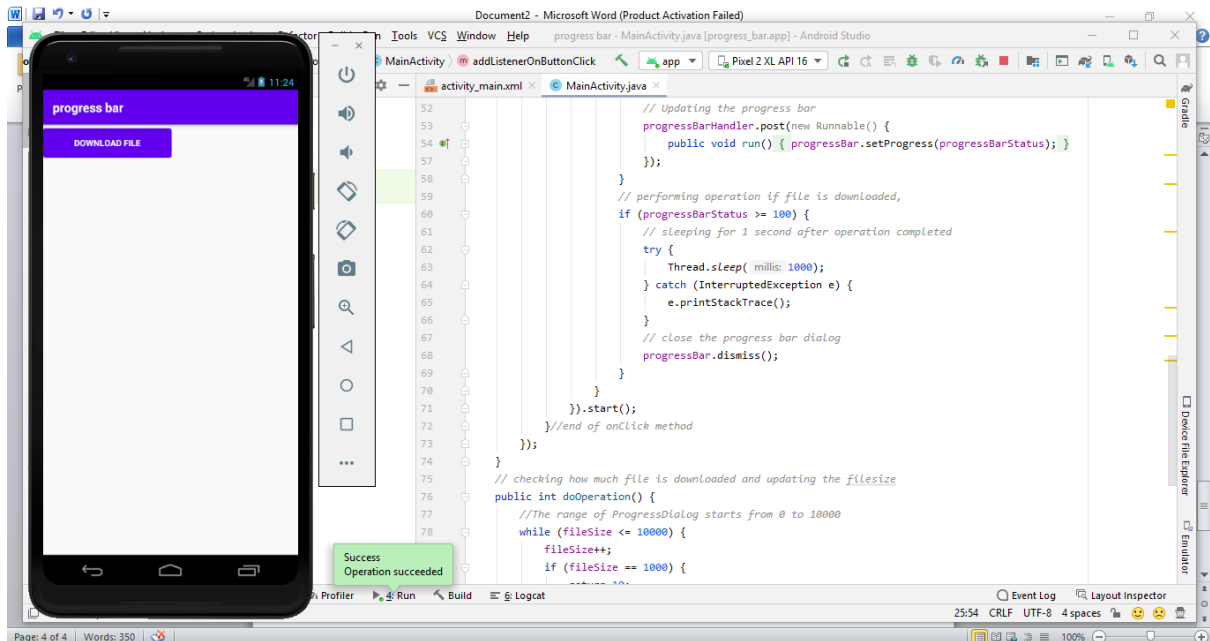 Document2 - Microsoft Word (Product Activation Failed)
Tools VCS Window Help progress bar - MainActivity.java [progress_bar.app] - Android Studio
MainActivity addListenerOnButtonClick app Pixel 2 XL API 16
activity_main.xml MainActivity.java
11:24
progress bar
DOWNLOAD FILE
52 // Updating the progress bar
53 progressBarHandler.post(new Runnable() {
54 public void run() { progressBar.setProgress(progressBarStatus); }
57 });
58 }
59 // performing operation if file is downloaded,
60 if (progressBarStatus >= 100) {
61 // sleeping for 1 second after operation completed
62 try {
63 Thread.sleep( millis: 1000);
64 } catch (InterruptedException e) {
65 e.printStackTrace();
66 }
67 // close the progress bar dialog
68 progressBar.dismiss();
69 }
70 }
71 }).start();
72 }//end of onClick method
73 });
74 }
75 // checking how much file is downloaded and updating the filesize
76 public int doOperation() {
77 //The range of ProgressDialog starts from 0 to 10000
78 while (fileSize <= 10000) {
fileSize++;
if (fileSize == 1000) {
Gradle
Device File Explorer
Emulator
Success
Operation succeeded
Profiler 4: Run Build 6: Logcat Event Log Layout Inspector
25:54 CRLF UTF-8 4 spaces
Page: 4 of 4 Words: 350 100%